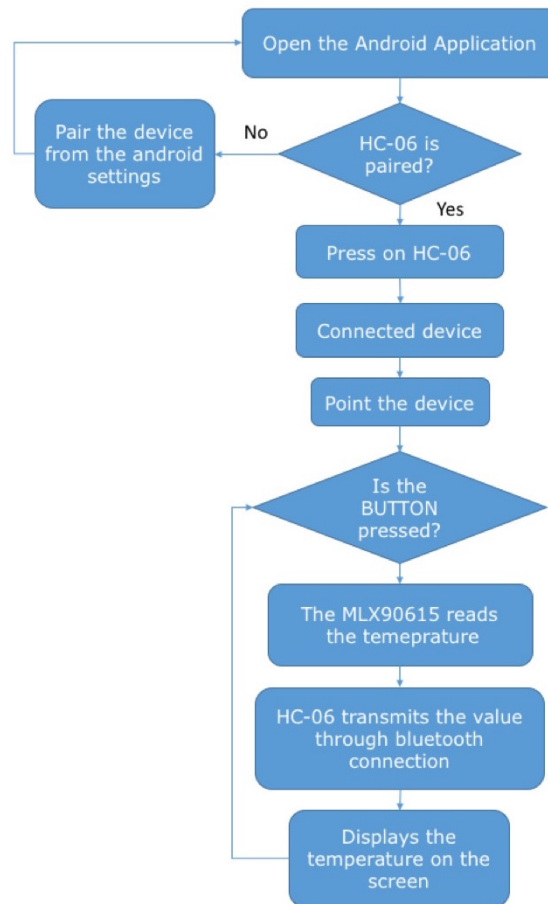 Open the Android Application
Pair the device
from the android
settings
No
HC-06 is
paired?
Yes
Press on HC-06
Connected device
Point the device
Is the
BUTTON
pressed?
The MLX90615 reads
the temeprature
HC-06 transmits the value
through bluetooth
connection
Displays the
temperature on the
screen